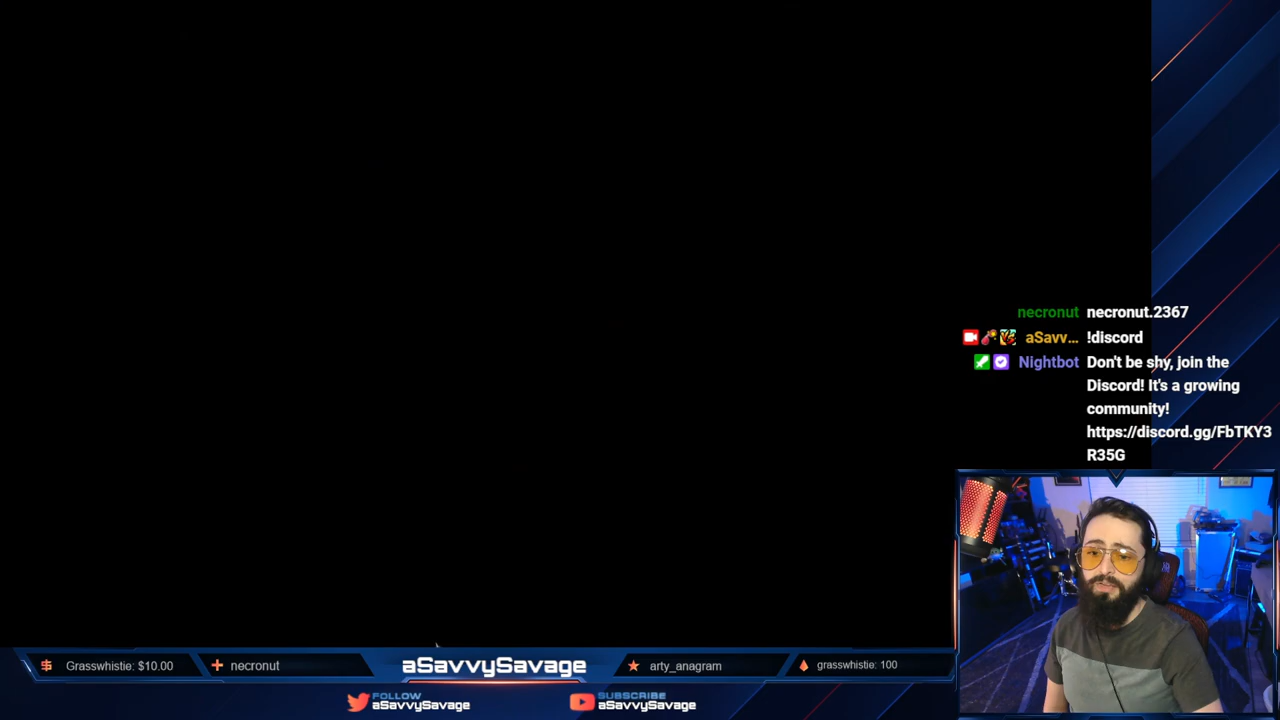 necronut necronut.2367
aSavv... !discord
Nightbot Don't be shy, join the
Discord! It's a growing
community!
https://discord.gg/FbTKY3
R35G
Grasswhistie: $10.00
necronut
aSavvySavage
arty_anagram
grasswhistie: 100
FOLLOW
aSavvySavage
SUBSCRIBE
aSavvySavage